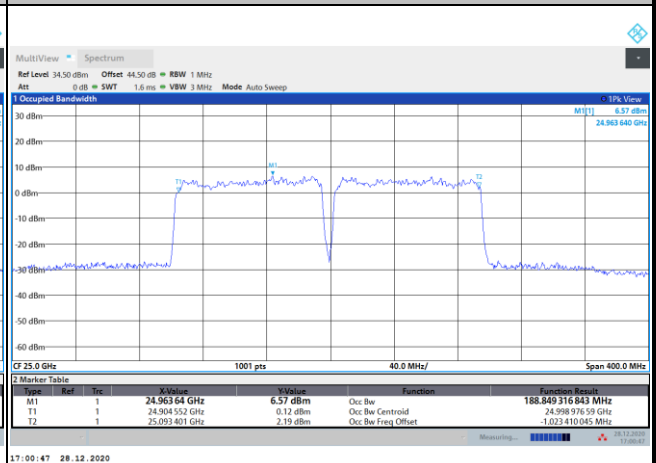 MultiView Spectrum
Ref Level 34.50 dBm Offset 44.50 dB RBW 1 MHz
Att 0 dB SWT 1.6 ms VBW 3 MHz Mode Auto Sweep
1 Occupied Bandwidth 1Pk View
M1[1] 6.57 dBm
24.963 640 GHz
30 dBm
20 dBm
10 dBm
M1
T1
T2
0 dBm
-10 dBm
-20 dBm
-30 dBm
-40 dBm
-50 dBm
-60 dBm
CF 25.0 GHz 1001 pts 40.0 MHz/ Span 400.0 MHz
2 Marker Table
Type Ref Trc X-Value Y-Value Function Function Result
M1 1 24.963 64 GHz 6.57 dBm Occ Bw 188.849 316 843 MHz
T1 1 24.904 552 GHz 0.12 dBm Occ Bw Centroid 24.998 976 59 GHz
T2 1 25.093 401 GHz 2.19 dBm Occ Bw Freq Offset -1.023 410 045 MHz
Measuring... 28.12.2020
17:00:47
17:00:47 28.12.2020